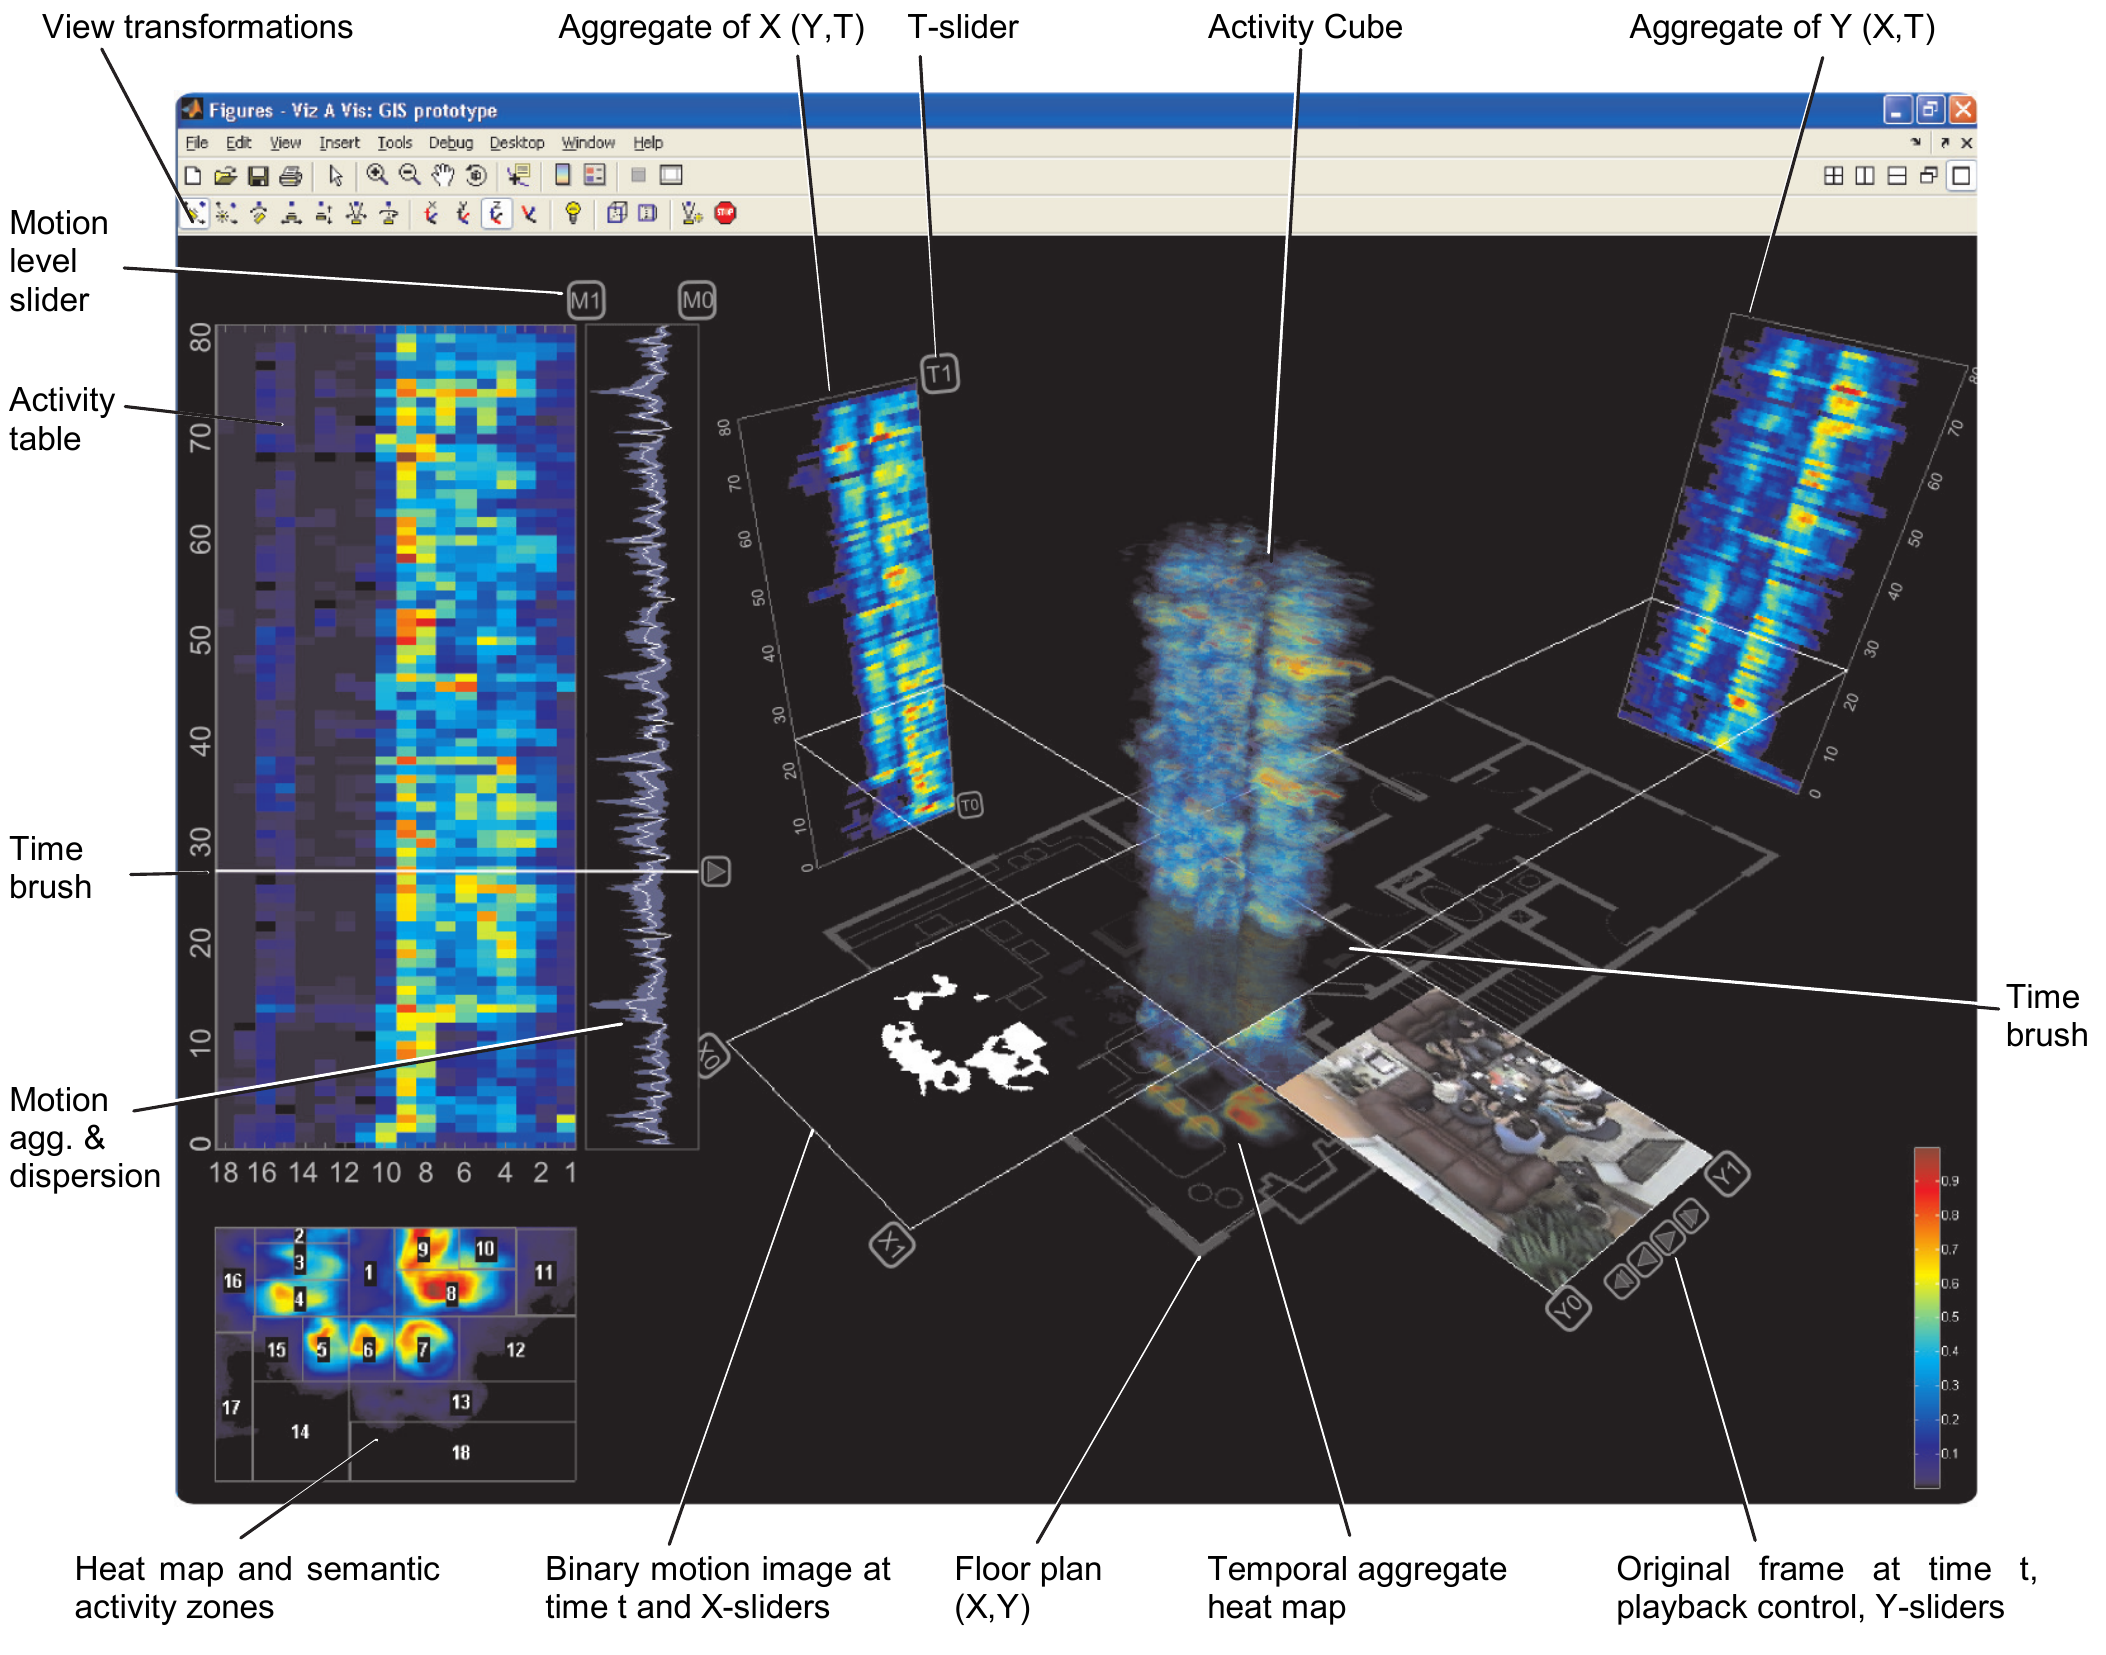 View transformations
Aggregate of X (Y,T)
T-slider
Activity Cube
Aggregate of Y (X,T)
Figures - Viz A Vis: GIS prototype
File Edit View Insert Tools Debug Desktop Window Help
STOP
Motion
level
slider
M1
M0
Activity
table
80
70
60
50
40
30
20
10
0
18 16 14 12 10 8 6 4 2 1
Time
brush
Motion
agg. &
dispersion
T1
T0
80
70
60
50
40
30
20
10
0
80
70
60
50
40
30
20
10
0
Time
brush
X0
X1
Y0
Y1
2
3
9
10
16
1
11
4
8
15
5
6
7
12
17
13
14
18
0.9
0.8
0.7
0.6
0.5
0.4
0.3
0.2
0.1
Heat map and semantic
activity zones
Binary motion image at
time t and X-sliders
Floor plan
(X,Y)
Temporal aggregate
heat map
Original frame at time t,
playback control, Y-sliders